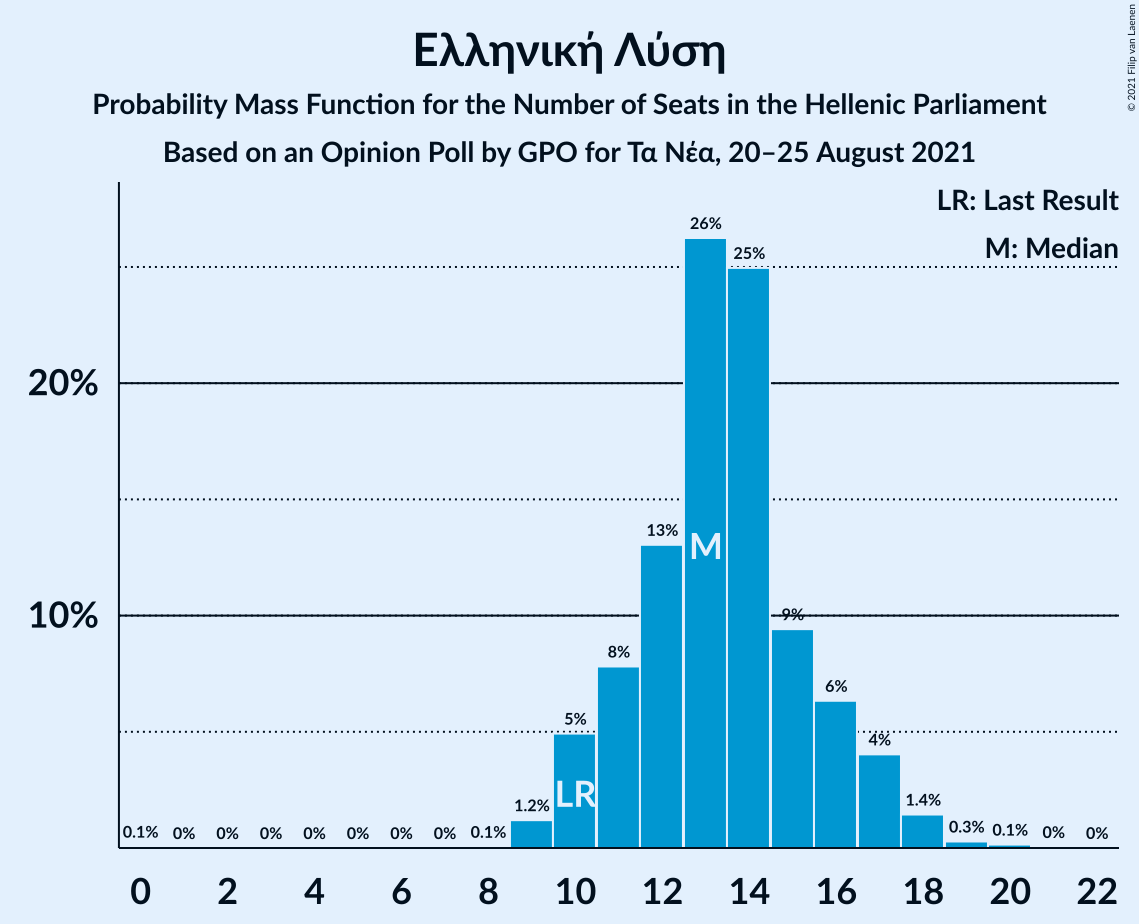 Ελληνική Λύση
Probability Mass Function for the Number of Seats in the Hellenic Parliament
Based on an Opinion Poll by GPO for Τα Νέα, 20–25 August 2021
© 2021 Filip van Laenen
LR: Last Result
M: Median
20%
10%
0.1% 0% 0% 0% 0% 0% 0% 0% 0.1% 1.2% 5% 8% 13% 26% 25% 9% 6% 4% 1.4% 0.3% 0.1% 0% 0%
M
LR
0 2 4 6 8 10 12 14 16 18 20 22